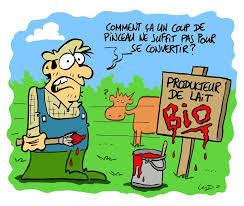 COMMENT ÇA UN COUP DE
PINCEAU NE SUFFIT PAS POUR
SE CONVERTIR ?
?
PRODUCTEUR
DE LAIT
BIO